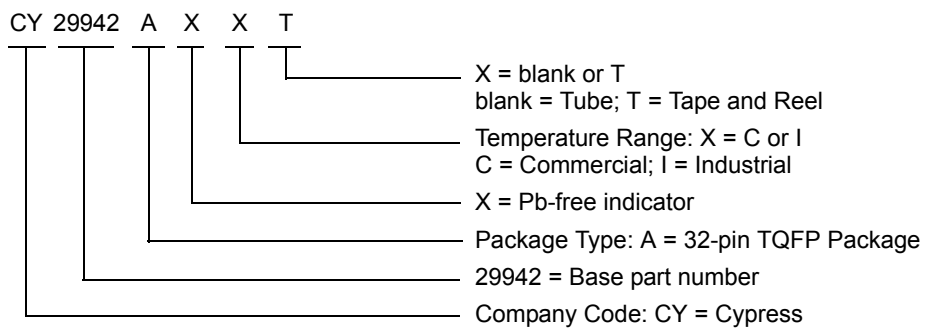 CY 29942 A X X T
X = blank or T
blank = Tube; T = Tape and Reel
Temperature Range: X = C or I
C = Commercial; I = Industrial
X = Pb-free indicator
Package Type: A = 32-pin TQFP Package
29942 = Base part number
Company Code: CY = Cypress